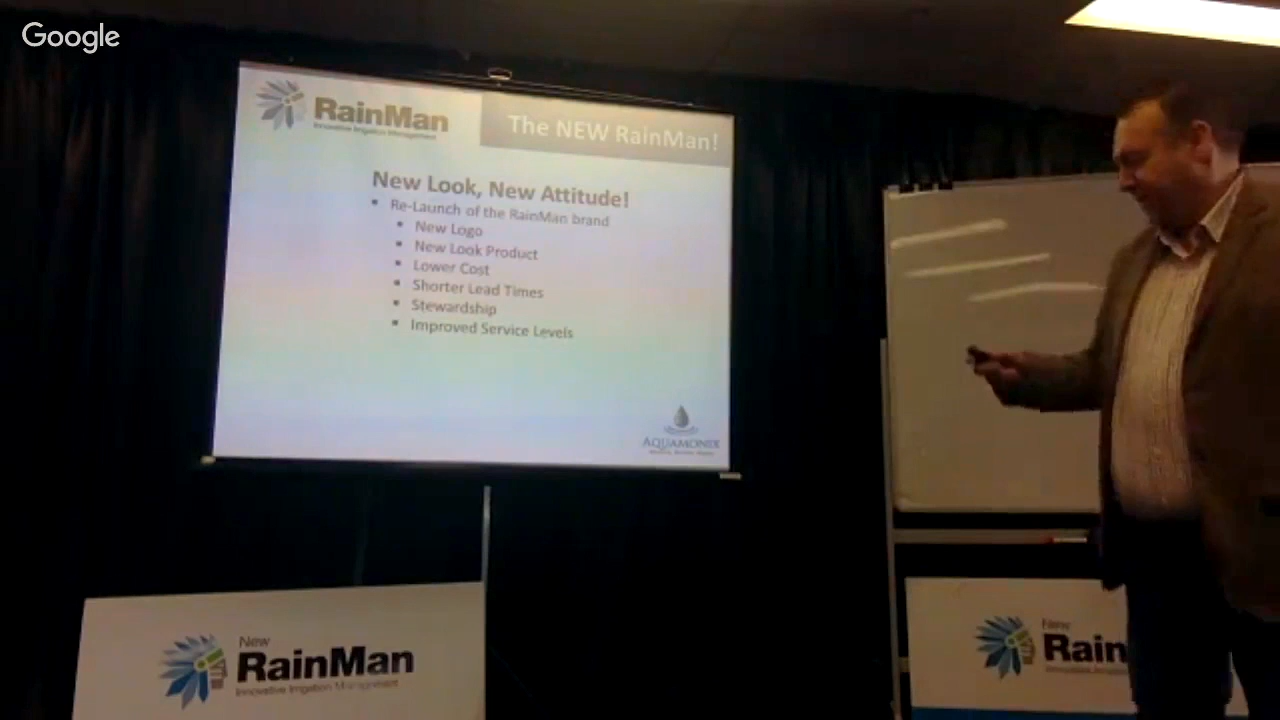 Google
RainMan
Innovative Irrigation Management
The NEW RainMan!
New Look, New Attitude!
▪ Re-Launch of the RainMan brand
▪ New Logo
▪ New Look Product
▪ Lower Cost
▪ Shorter Lead Times
▪ Stewardship
▪ Improved Service Levels
AQUAMONIX
New
RainMan
Innovative Irrigation Management
New
Rain